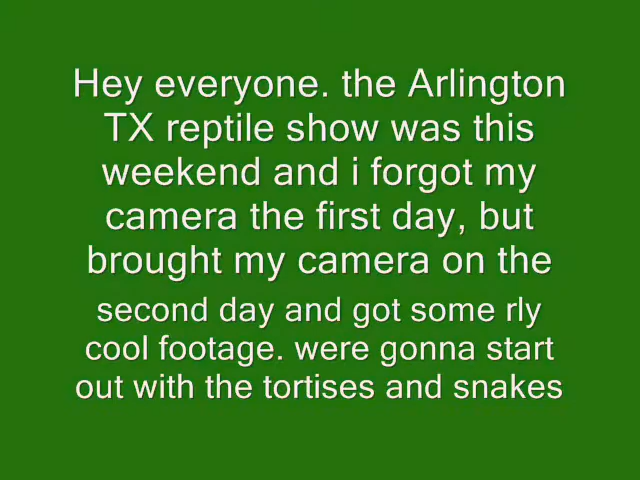 Hey everyone. the Arlington
TX reptile show was this
weekend and i forgot my
camera the first day, but
brought my camera on the
second day and got some rly
cool footage. were gonna start
out with the tortises and snakes